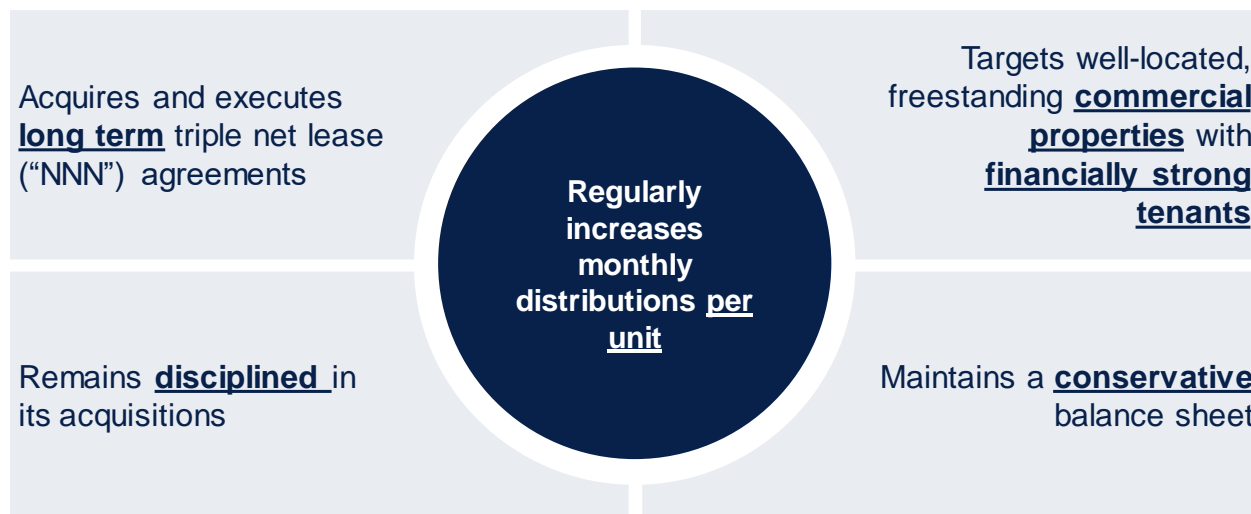 Acquires and executes
long term triple net lease
(“NNN”) agreements
Targets well-located,
freestanding commercial
properties with
financially strong
tenants
Regularly
increases
monthly
distributions per
unit
Remains disciplined in
its acquisitions
Maintains a conservative
balance sheet